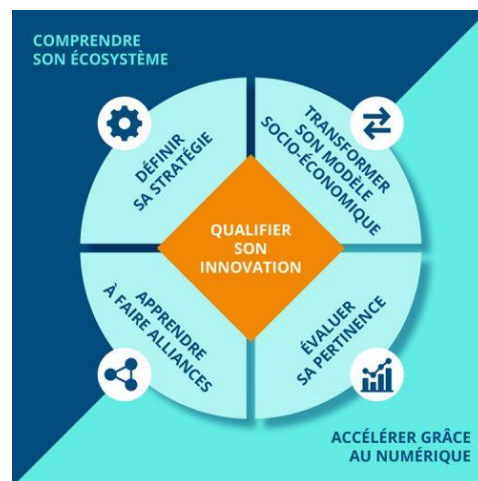 COMPRENDRE
SON ÉCOSYSTÈME
DÉFINIR
SA STRATÉGIE
TRANSFORMER
SON MODÈLE
SOCIO-ÉCONOMIQUE
QUALIFIER
SON
INNOVATION
APPRENDRE
À FAIRE ALLIANCES
ÉVALUER
SA PERTINENCE
ACCÉLÉRER GRÂCE
AU NUMÉRIQUE